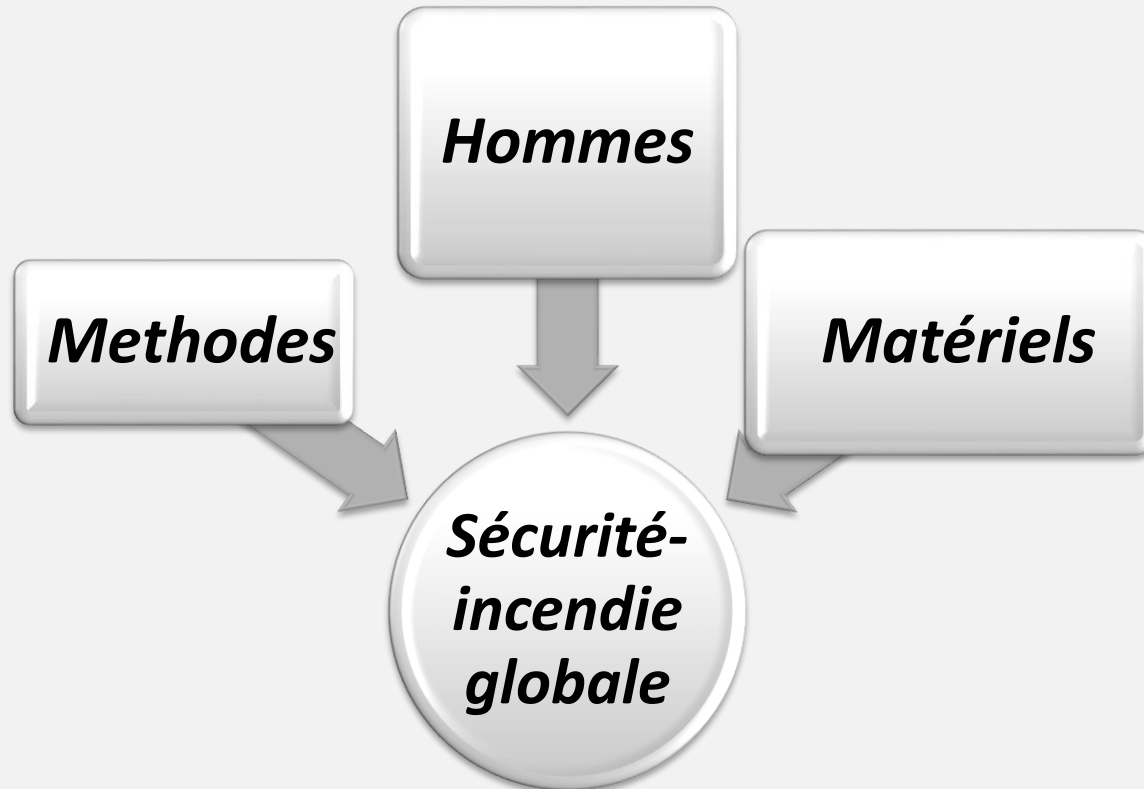 Hommes
Methodes
Matériels
Sécurité-
incendie
globale